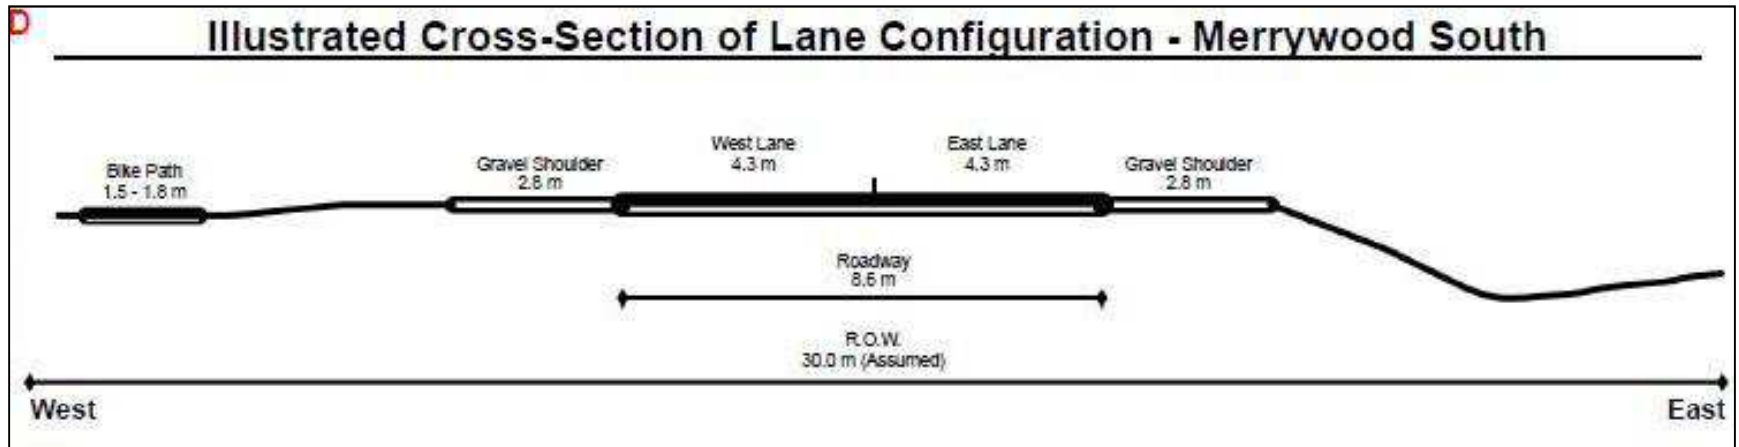 D
Illustrated Cross-Section of Lane Configuration - Merrywood South
Bike Path
1.5 - 1.8 m
Gravel Shoulder
2.8 m
West Lane
4.3 m
East Lane
4.3 m
Gravel Shoulder
2.8 m
Roadway
8.6 m
R.O.W.
30.0 m (Assumed)
West
East